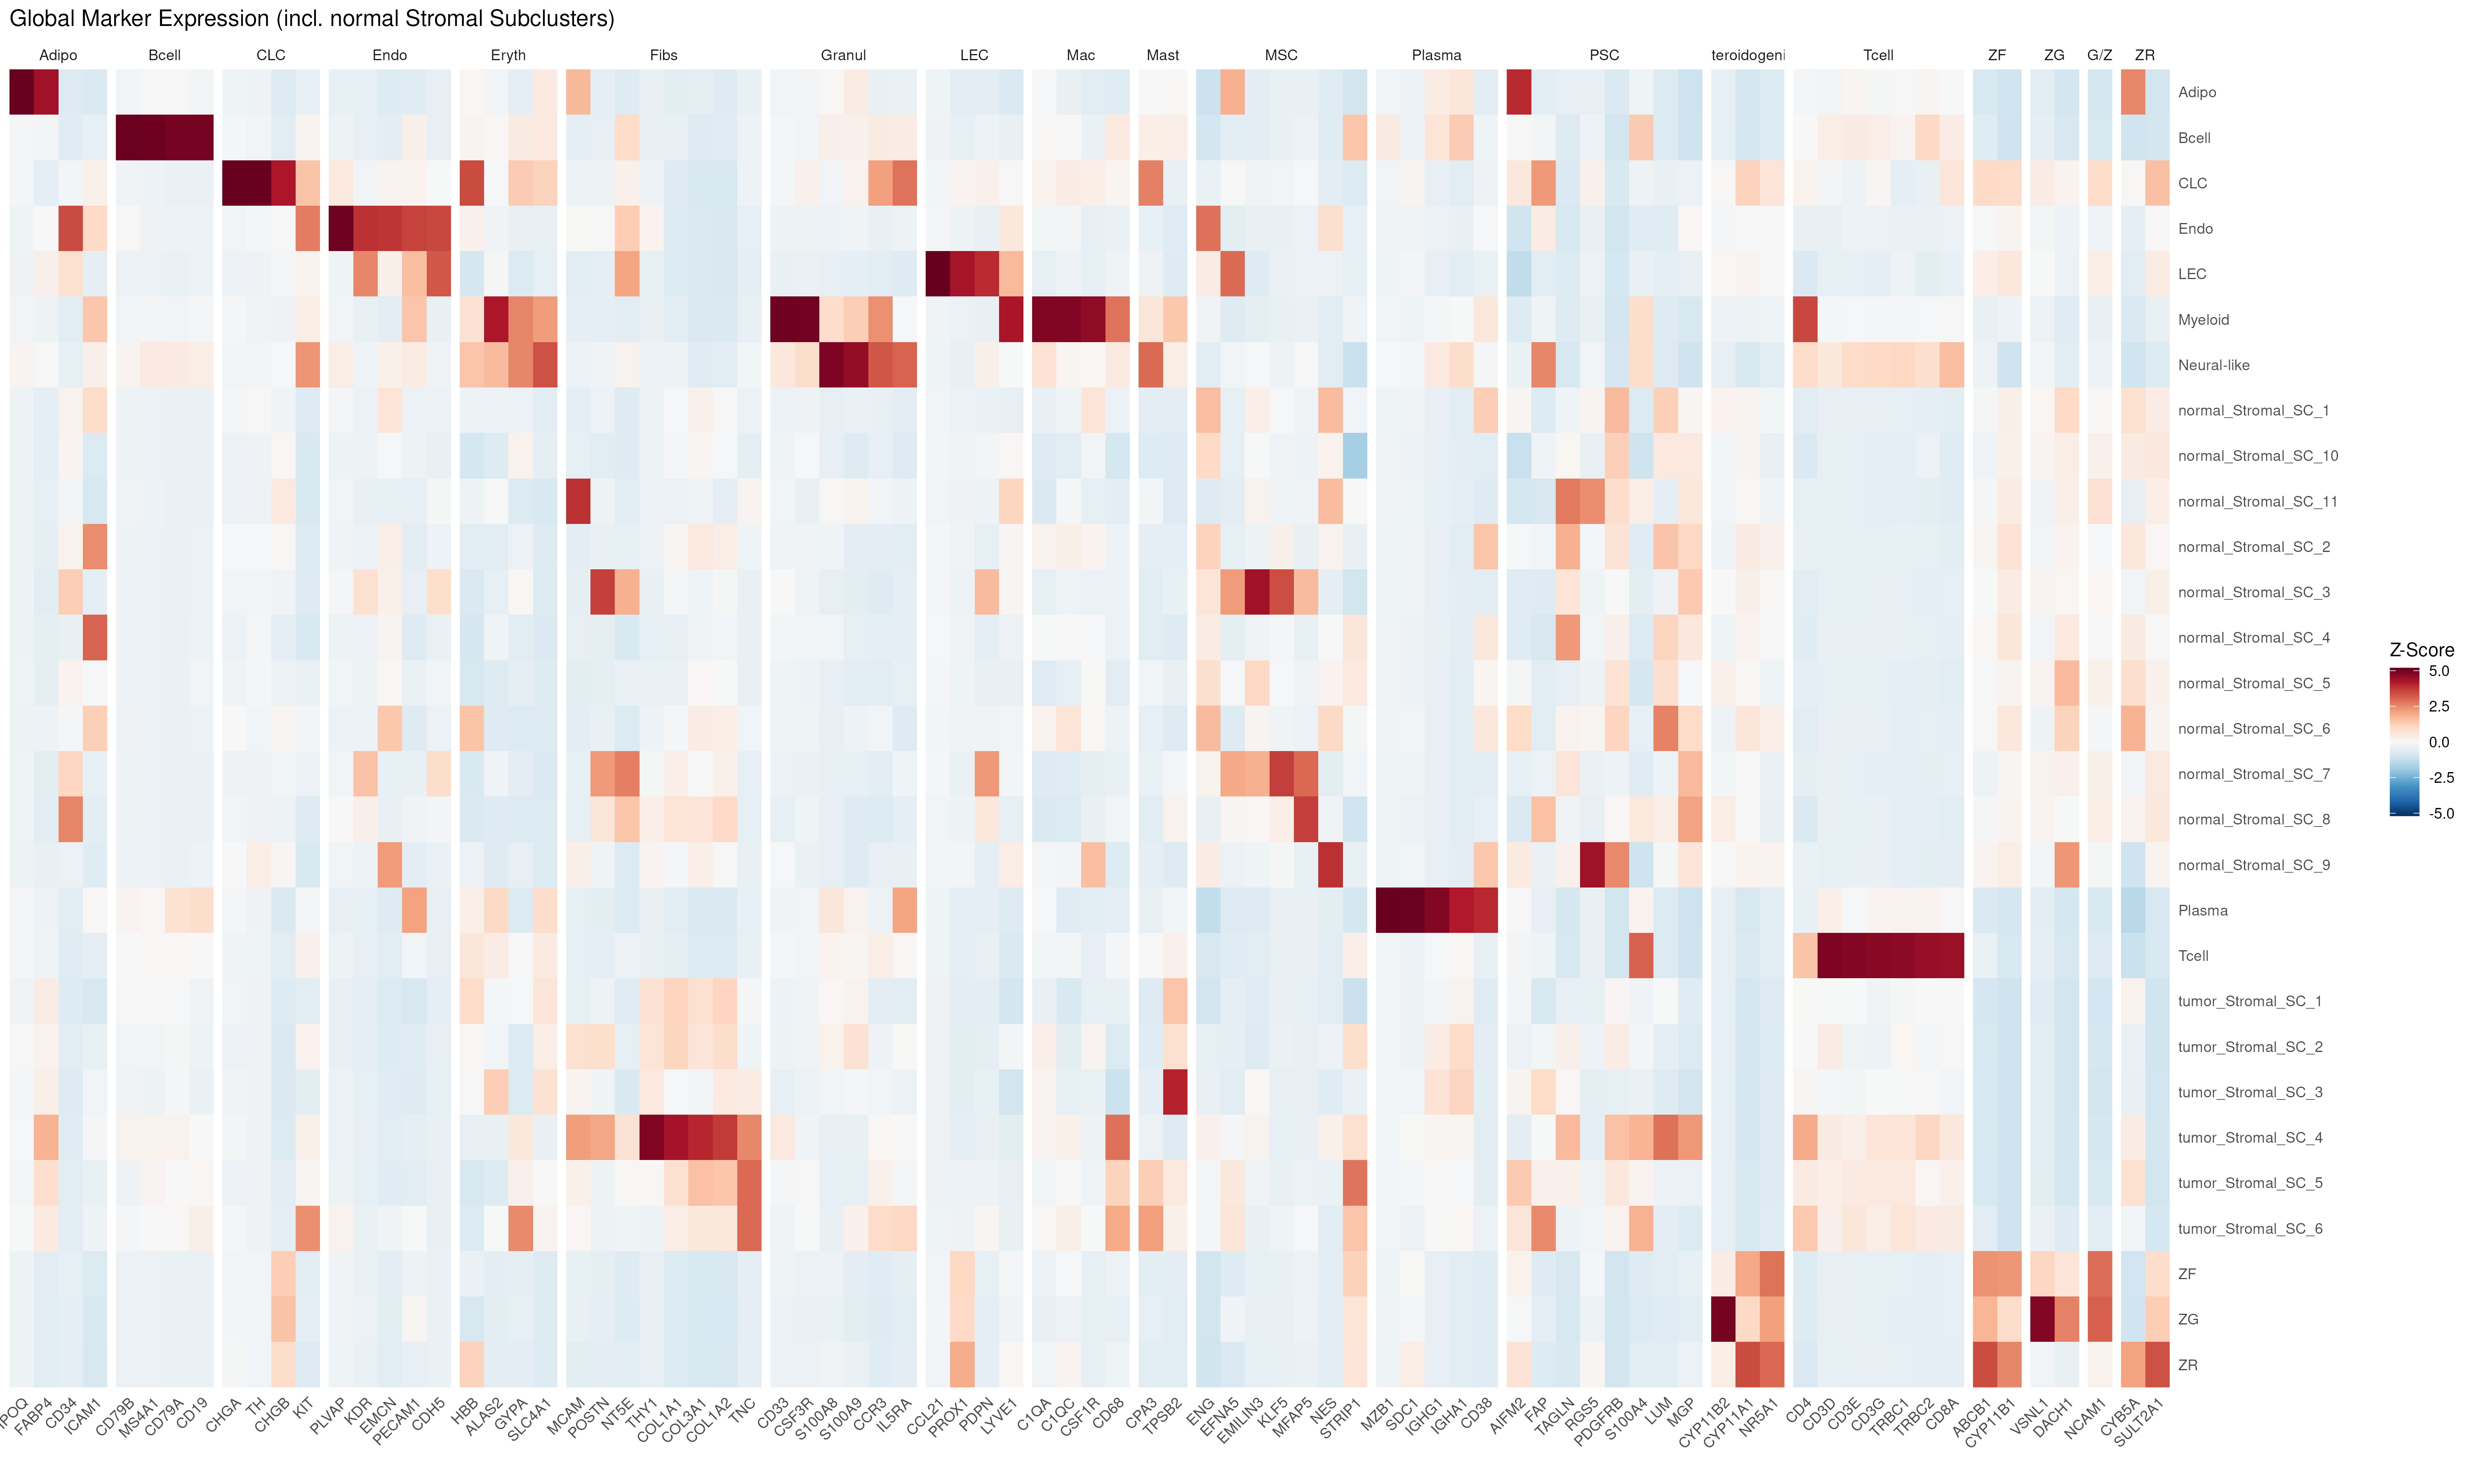 Global Marker Expression (incl. normal Stromal Subclusters)
Adipo Bcell CLC Endo Eryth Fibs Granul LEC Mac Mast MSC Plasma PSC teroidogeni Tcell ZF ZG G/Z ZR
Adipo
Bcell
CLC
Endo
LEC
Myeloid
Neural-like
normal_Stromal_SC_1
normal_Stromal_SC_10
normal_Stromal_SC_11
normal_Stromal_SC_2
normal_Stromal_SC_3
normal_Stromal_SC_4
normal_Stromal_SC_5
normal_Stromal_SC_6
normal_Stromal_SC_7
normal_Stromal_SC_8
normal_Stromal_SC_9
Plasma
Tcell
tumor_Stromal_SC_1
tumor_Stromal_SC_2
tumor_Stromal_SC_3
tumor_Stromal_SC_4
tumor_Stromal_SC_5
tumor_Stromal_SC_6
ZF
ZG
ZR
Z-Score
5.0
2.5
0.0
-2.5
-5.0
IPOQ FABP4 CD34 ICAM1 CD79B MS4A1 CD79A CD19 CHGA TH CHGB KIT PLVAP KDR EMCN PECAM1 CDH5 HBB ALAS2 GYPA SLC4A1 MCAM POSTN NT5E THY1 COL1A1 COL3A1 COL1A2 TNC CD33 CSF3R S100A8 S100A9 CCR3 IL5RA CCL21 PROX1 PDPN LYVE1 C1QA C1QC CSF1R CD68 CPA3 TPSB2 ENG EFNA5 EMILIN3 KLF5 MFAP5 NES STRIP1 MZB1 SDC1 IGHG1 IGHA1 CD38 AIFM2 FAP TAGLN RGS5 PDGFRB S100A4 LUM MGP CYP11B2 CYP11A1 NR5A1 CD4 CD3D CD3E CD3G TRBC1 TRBC2 CD8A ABCB1 CYP11B1 VSNL1 DACH1 NCAM1 CYB5A SULT2A1